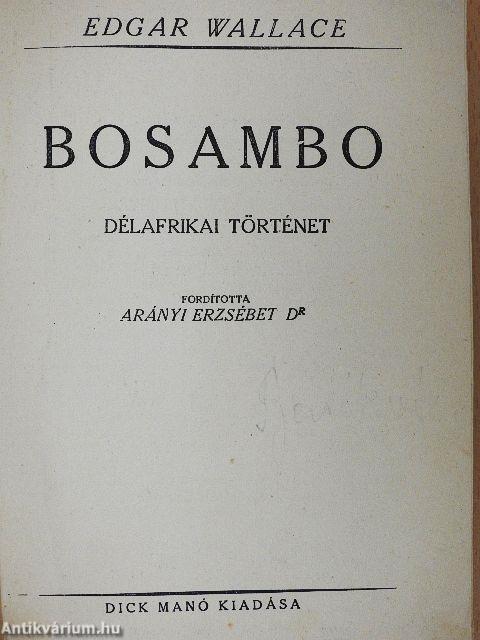 EDGAR WALLACE
BOSAMBO
DÉLAFRIKAI TÖRTÉNET
FORDÍTOTTA
ARÁNYI ERZSÉBET DR
DICK MANÓ KIADÁSA
Antikvárium.hu